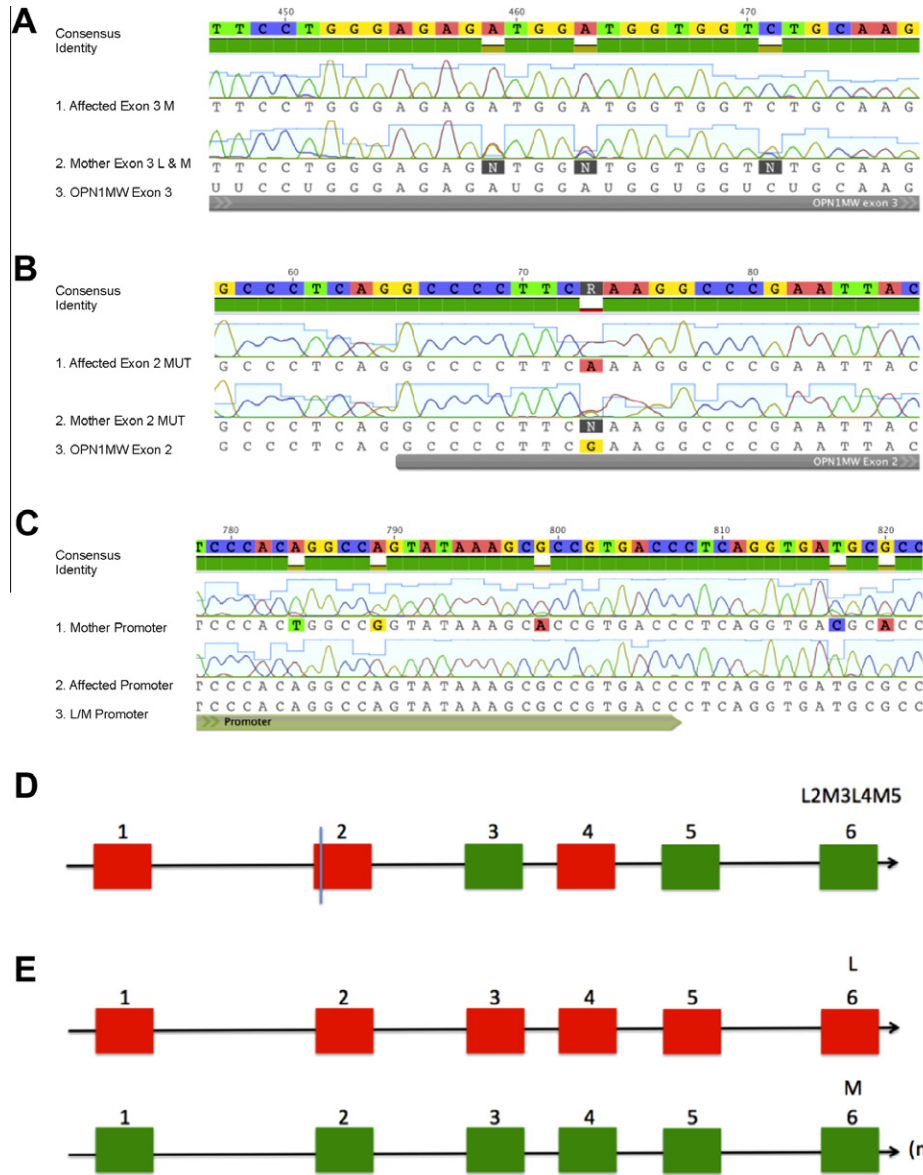 A
450 460 470
Consensus T T C C T G G G A G A G A T G G A T G G T G G T C T G C A A G
Identity
1. Affected Exon 3 M T T C C T G G G A G A G A T G G A T G G T G G T C T G C A A G
2. Mother Exon 3 L & M T T C C T G G G A G A G N T G G N T G G T G G T N T G C A A G
3. OPN1MW Exon 3 U U C C U G G G A G A G A U G G A U G G U G G U C U G C A A G
OPN1MW exon 3
B
60 70 80
Consensus G C C C T C A G G C C C C T T C R A A G G C C C G A A T T A C
Identity
1. Affected Exon 2 MUT G C C C T C A G G C C C C T T C A A A G G C C C G A A T T A C
2. Mother Exon 2 MUT G C C C T C A G G C C C C T T C N A A G G C C C G A A T T A C
3. OPN1MW Exon 2 G C C C T C A G G C C C C T T C G A A G G C C C G A A T T A C
OPN1MW Exon 2
C
780 790 800 810 820
Consensus TCCCACAGGCCAGTATAAAGCGCCGTGACCCTCAGGTGATGCGCC
Identity
1. Mother Promoter TCCCACTGGCCGGTATAAAGCACCGTGACCCTCAGGTGACGCACC
2. Affected Promoter TCCCACAGGCCAGTATAAAGCGCCGTGACCCTCAGGTGATGCGCC
3. L/M Promoter TCCCACAGGCCAGTATAAAGCGCCGTGACCCTCAGGTGATGCGCC
Promoter
D
L2M3L4M5
1 2 3 4 5 6
E
L
1 2 3 4 5 6
M
1 2 3 4 5 6